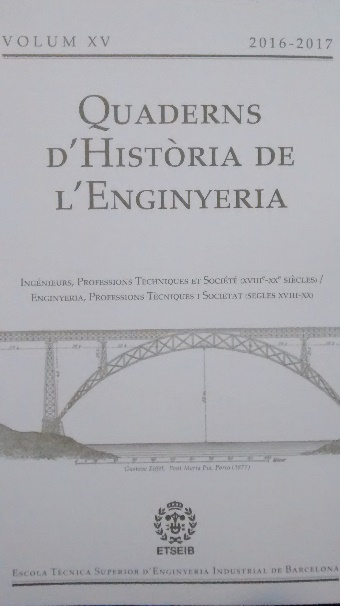 VOLUM XV 2016-2017
QUADERNS
D'HISTÒRIA DE
L'ENGINYERIA
INGÉNIEURS, PROFESSIONS TECHNIQUES ET SOCIÉTÉ (XVIIIᵉ-XXᵉ SIÈCLES) /
ENGINYERIA, PROFESSIONS TÈCNIQUES I SOCIETAT (SEGLES XVIII-XX)
Gustave Eiffel: Pont Maria Pia, Porto (1877)
ETSEIB
ESCOLA TÈCNICA SUPERIOR D'ENGINYERIA INDUSTRIAL DE BARCELONA